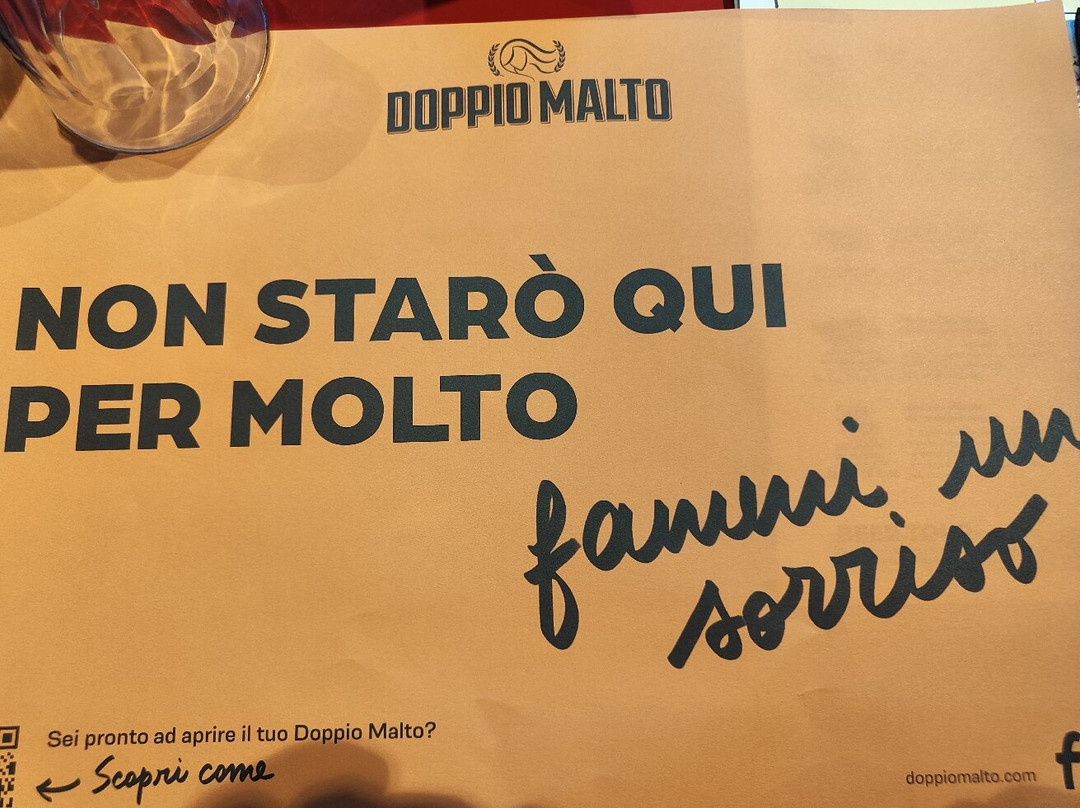 DOPPIO MALTO
NON STARÒ QUI
PER MOLTO
fammi un
sorriso
Sei pronto ad aprire il tuo Doppio Malto?
← Scopri come
doppiomalto.com
f